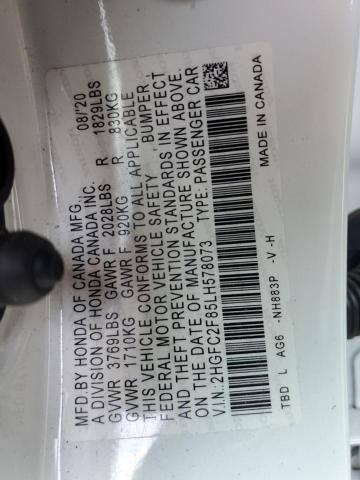 MFD. BY HONDA OF CANADA MFG., 08/'20
A DIVISION OF HONDA CANADA INC.
GVWR 3769LBS GAWR F 2028LBS R 1829LBS
GVWR 1710KG GAWR F 920KG R 830KG
THIS VEHICLE CONFORMS TO ALL APPLICABLE
FEDERAL MOTOR VEHICLE SAFETY, BUMPER,
AND THEFT PREVENTION STANDARDS IN EFFECT
ON THE DATE OF MANUFACTURE SHOWN ABOVE.
V.I.N.:2HGFC2F85LH578073 TYPE: PASSENGER CAR
TBD L AG6 -NH883P -V -H MADE IN CANADA